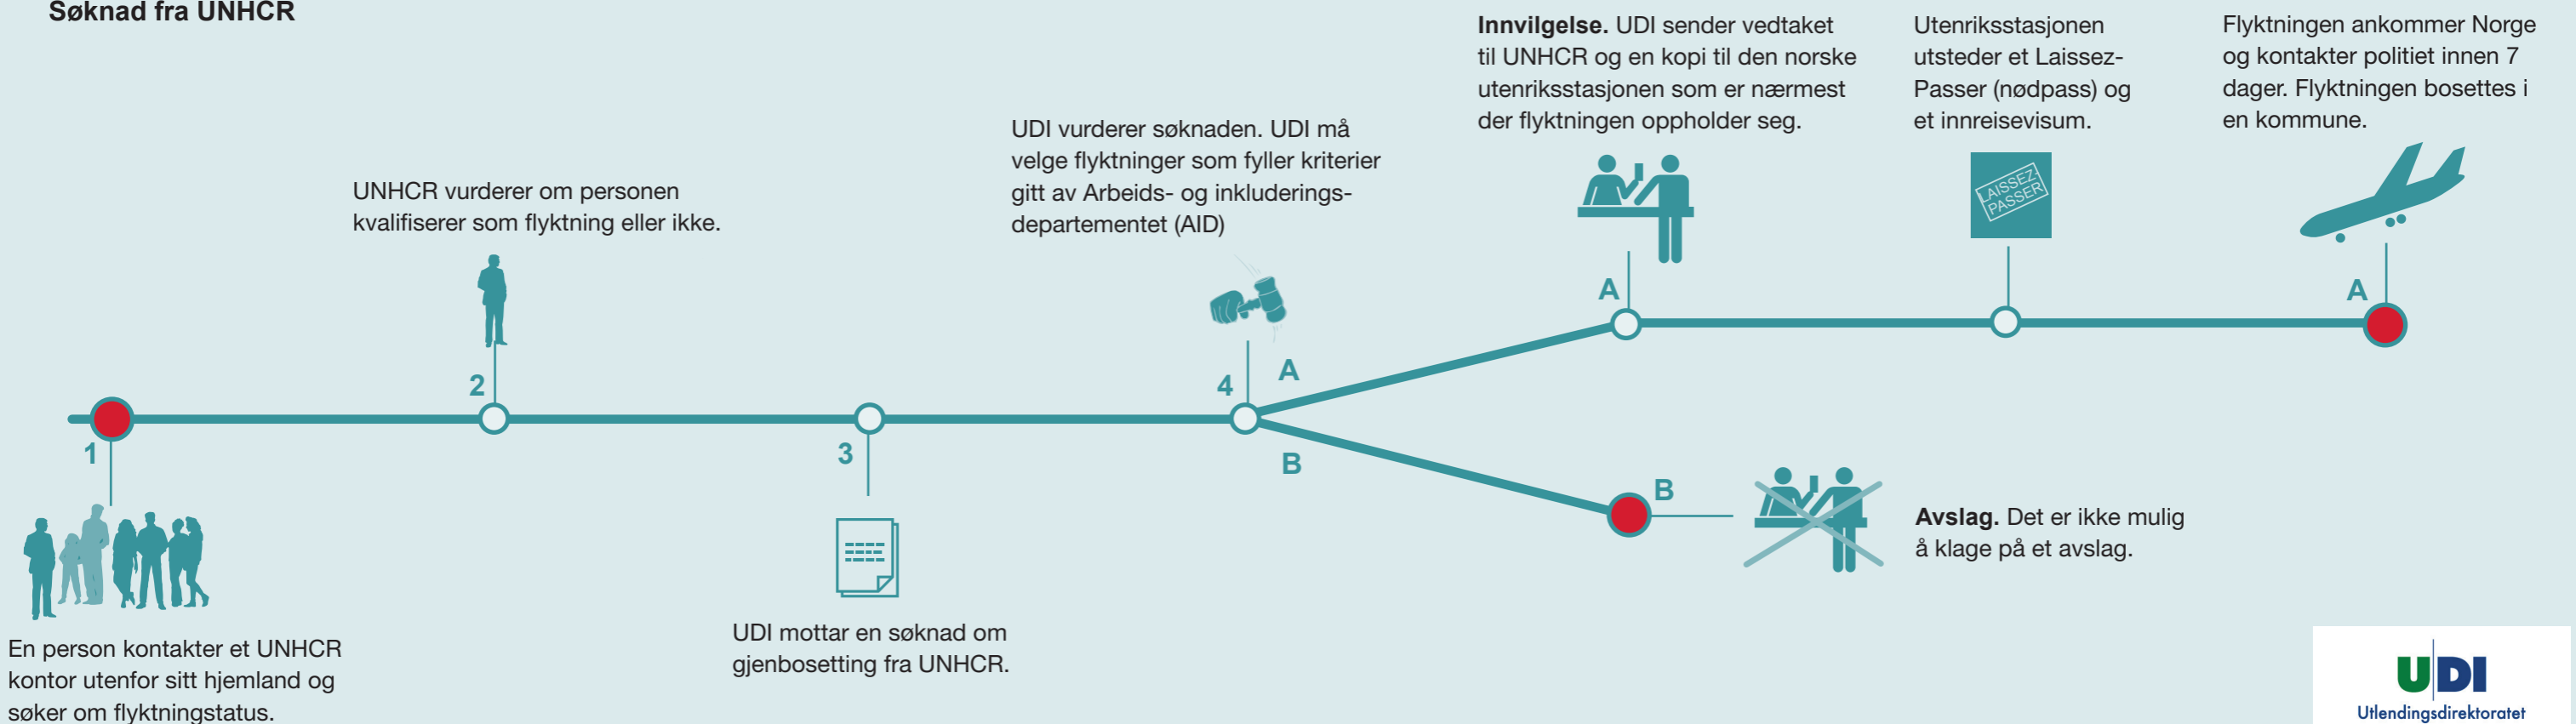 Søknad fra UNHCR
1
En person kontakter et UNHCR
kontor utenfor sitt hjemland og
søker om flyktningstatus.
UNHCR vurderer om personen
kvalifiserer som flyktning eller ikke.
2
3
UDI mottar en søknad om
gjenbosetting fra UNHCR.
UDI vurderer søknaden. UDI må
velge flyktninger som fyller kriterier
gitt av Arbeids- og inkluderings-
departementet (AID)
4
A
B
Innvilgelse. UDI sender vedtaket
til UNHCR og en kopi til den norske
utenriksstasjonen som er nærmest
der flyktningen oppholder seg.
A
Utenriksstasjonen
utsteder et Laissez-
Passer (nødpass) og
et innreisevisum.
LAISSEZ-
PASSER
Flyktningen ankommer Norge
og kontakter politiet innen 7
dager. Flyktningen bosettes i
en kommune.
A
B
Avslag. Det er ikke mulig
å klage på et avslag.
UDI
Utlendingsdirektoratet